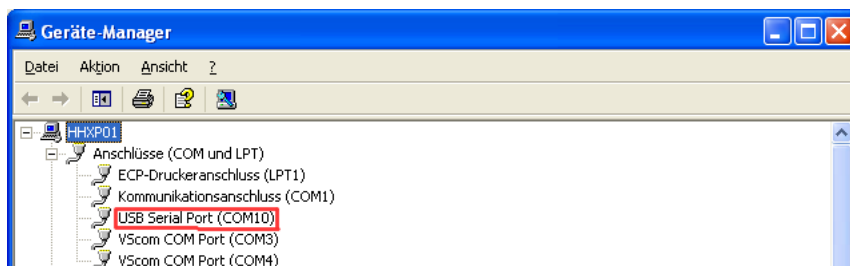 Geräte-Manager
Datei Aktion Ansicht ?
HHXP01
Anschlüsse (COM und LPT)
ECP-Druckeranschluss (LPT1)
Kommunikationsanschluss (COM1)
USB Serial Port (COM10)
VScom COM Port (COM3)
VScom COM Port (COM4)